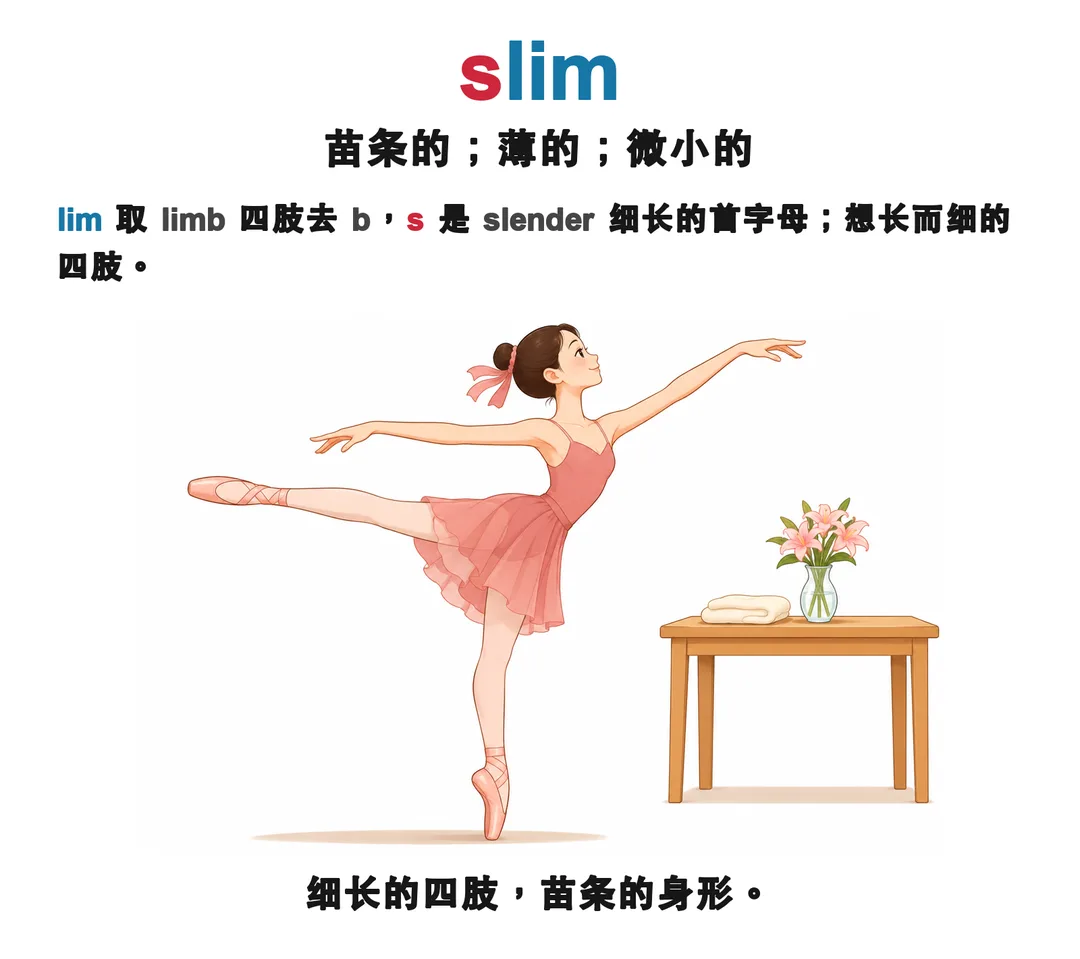 slim
苗条的；薄的；微小的
lim 取 limb 四肢去 b，s 是 slender 细长的首字母；想长而细的
四肢。
细长的四肢，苗条的身形。